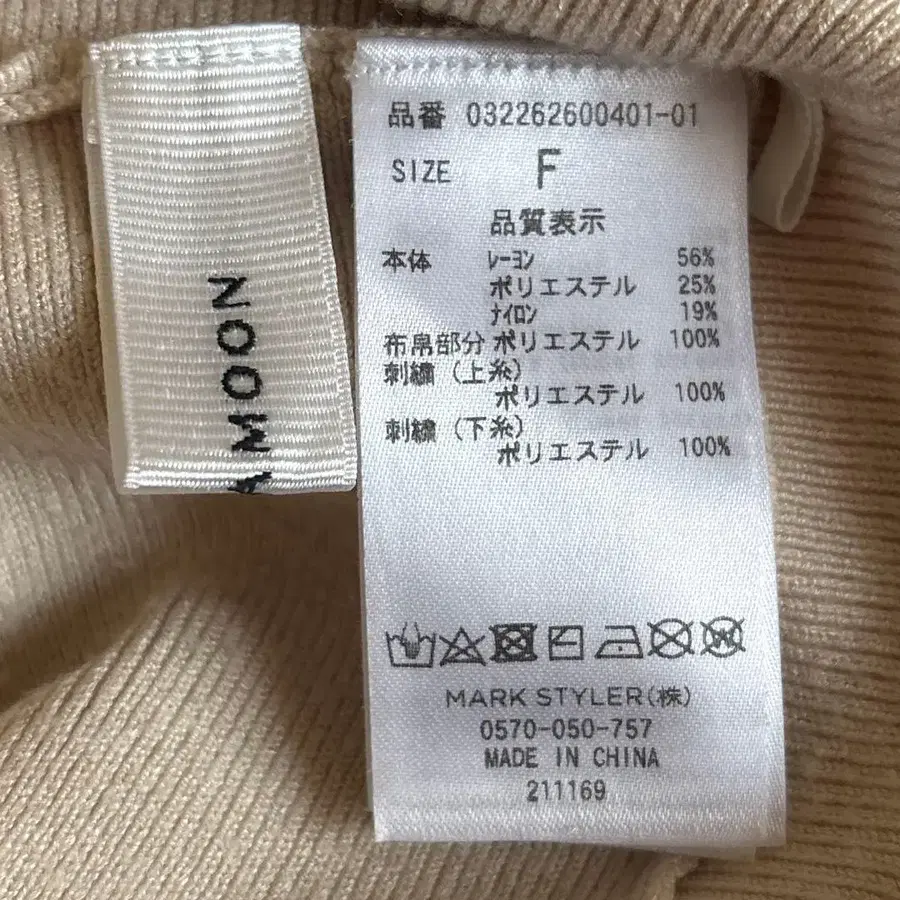 A MOON
品番 032262600401-01
SIZE F
品質表示
本体 レーヨン 56%
ポリエステル 25%
ナイロン 19%
布帛部分 ポリエステル 100%
刺繍(上糸)
ポリエステル 100%
刺繍(下糸)
ポリエステル 100%
MARK STYLER(株)
0570-050-757
MADE IN CHINA
211169